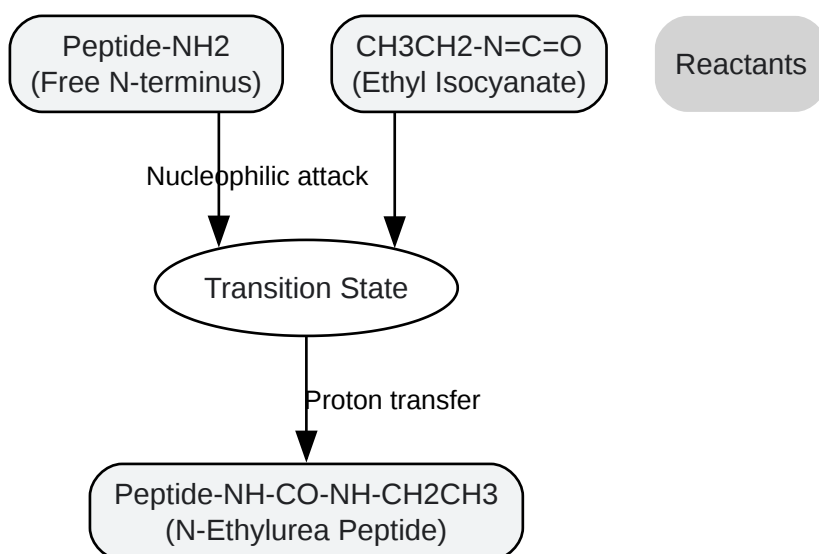 Peptide-NH2
(Free N-terminus)
CH3CH2-N=C=O
(Ethyl Isocyanate)
Reactants
Nucleophilic attack
Transition State
Proton transfer
Peptide-NH-CO-NH-CH2CH3
(N-Ethylurea Peptide)